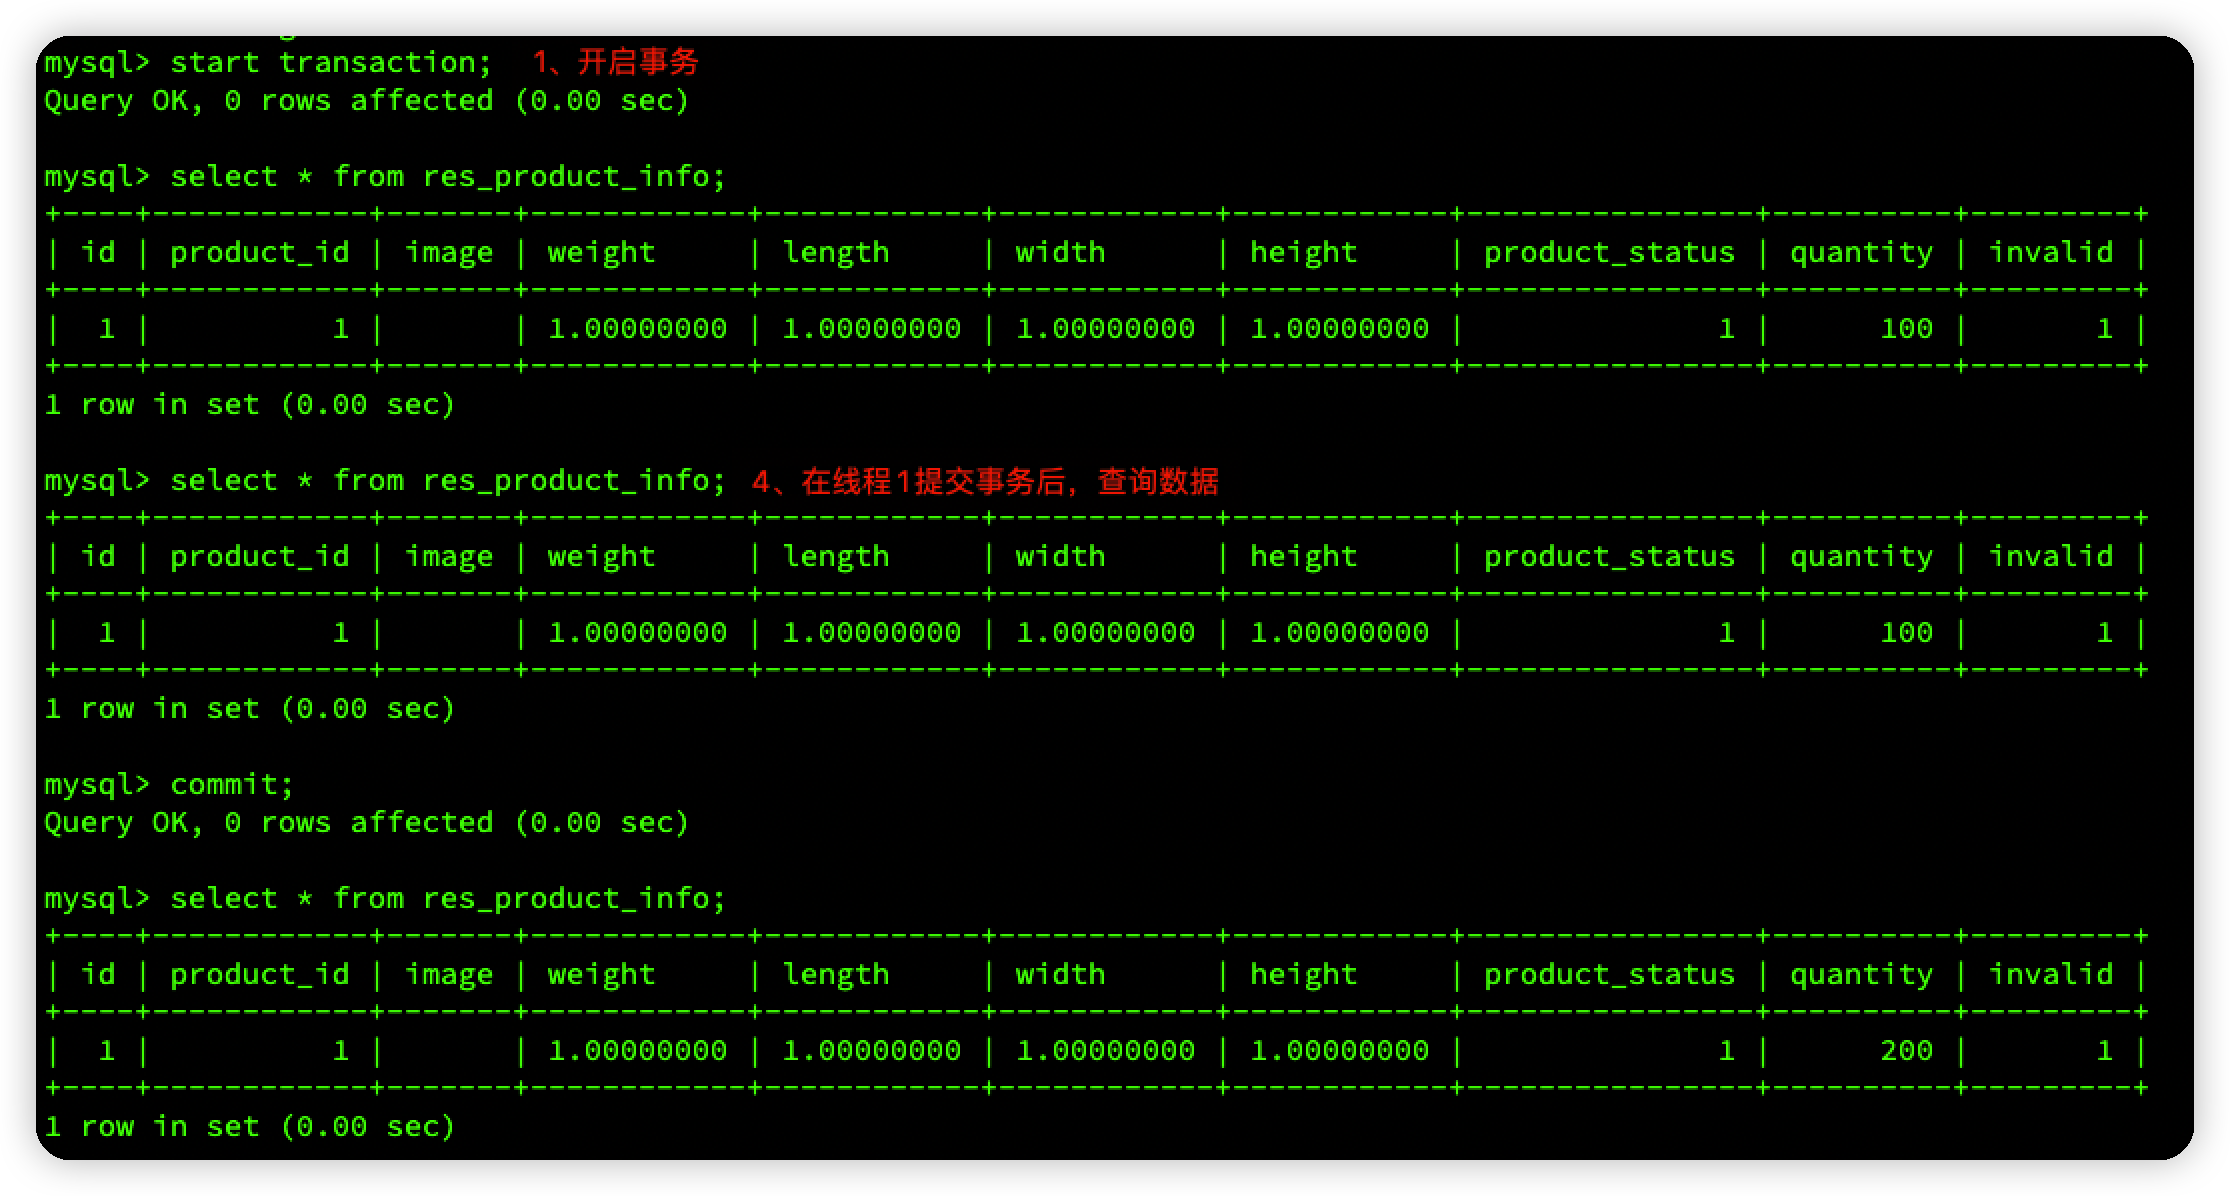 mysql> start transaction; 1、开启事务
Query OK, 0 rows affected (0.00 sec)
mysql> select * from res_product_info;
+----+------------+-------+------------+------------+------------+------------+----------------+----------+---------+
| id | product_id | image | weight     | length     | width      | height     | product_status | quantity | invalid |
+----+------------+-------+------------+------------+------------+------------+----------------+----------+---------+
|  1 |          1 |       | 1.00000000 | 1.00000000 | 1.00000000 | 1.00000000 |              1 |      100 |       1 |
+----+------------+-------+------------+------------+------------+------------+----------------+----------+---------+
1 row in set (0.00 sec)
mysql> select * from res_product_info; 4、在线程1提交事务后，查询数据
+----+------------+-------+------------+------------+------------+------------+----------------+----------+---------+
| id | product_id | image | weight     | length     | width      | height     | product_status | quantity | invalid |
+----+------------+-------+------------+------------+------------+------------+----------------+----------+---------+
|  1 |          1 |       | 1.00000000 | 1.00000000 | 1.00000000 | 1.00000000 |              1 |      100 |       1 |
+----+------------+-------+------------+------------+------------+------------+----------------+----------+---------+
1 row in set (0.00 sec)
mysql> commit;
Query OK, 0 rows affected (0.00 sec)
mysql> select * from res_product_info;
+----+------------+-------+------------+------------+------------+------------+----------------+----------+---------+
| id | product_id | image | weight     | length     | width      | height     | product_status | quantity | invalid |
+----+------------+-------+------------+------------+------------+------------+----------------+----------+---------+
|  1 |          1 |       | 1.00000000 | 1.00000000 | 1.00000000 | 1.00000000 |              1 |      200 |       1 |
+----+------------+-------+------------+------------+------------+------------+----------------+----------+---------+
1 row in set (0.00 sec)